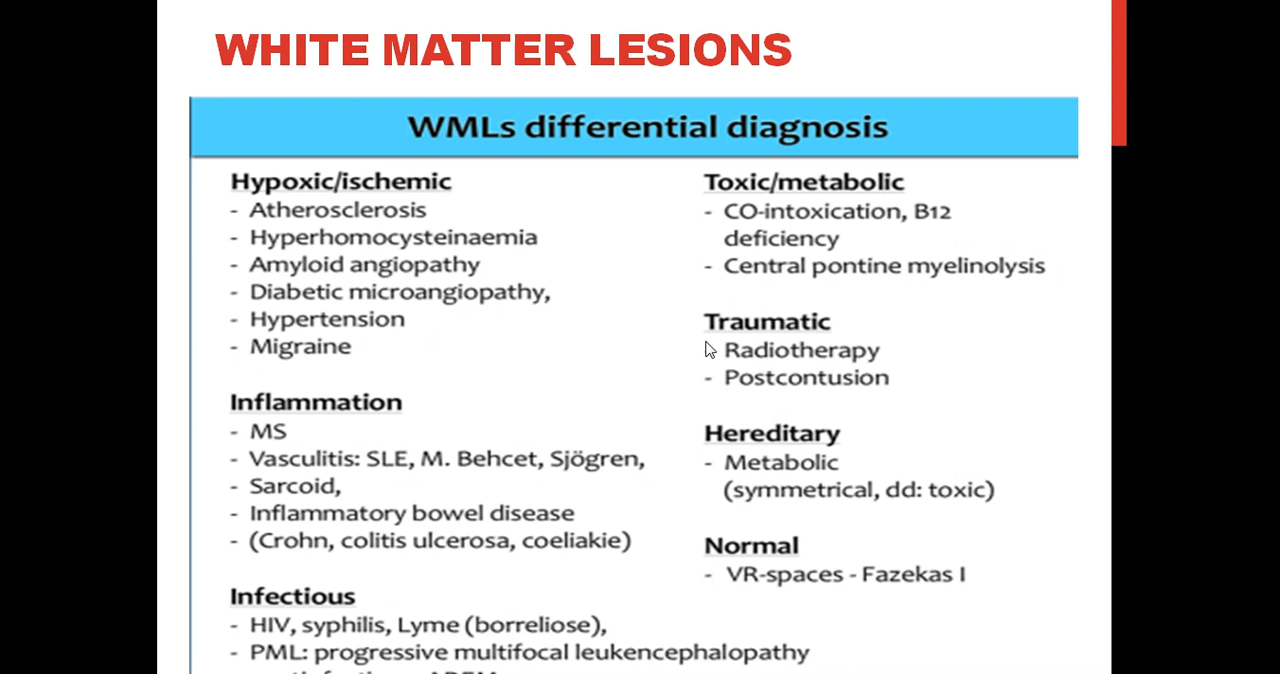 WHITE MATTER LESIONS
WMLs differential diagnosis
Hypoxic/ischemic
- Atherosclerosis
- Hyperhomocysteinaemia
- Amyloid angiopathy
- Diabetic microangiopathy,
- Hypertension
- Migraine
Inflammation
- MS
- Vasculitis: SLE, M. Behcet, Sjögren,
- Sarcoid,
- Inflammatory bowel disease
- (Crohn, colitis ulcerosa, coeliakie)
Infectious
- HIV, syphilis, Lyme (borreliose),
- PML: progressive multifocal leukencephalopathy
Toxic/metabolic
- CO-intoxication, B12
deficiency
- Central pontine myelinolysis
Traumatic
Radiotherapy
- Postcontusion
Hereditary
- Metabolic
(symmetrical, dd: toxic)
Normal
- VR-spaces - Fazekas I